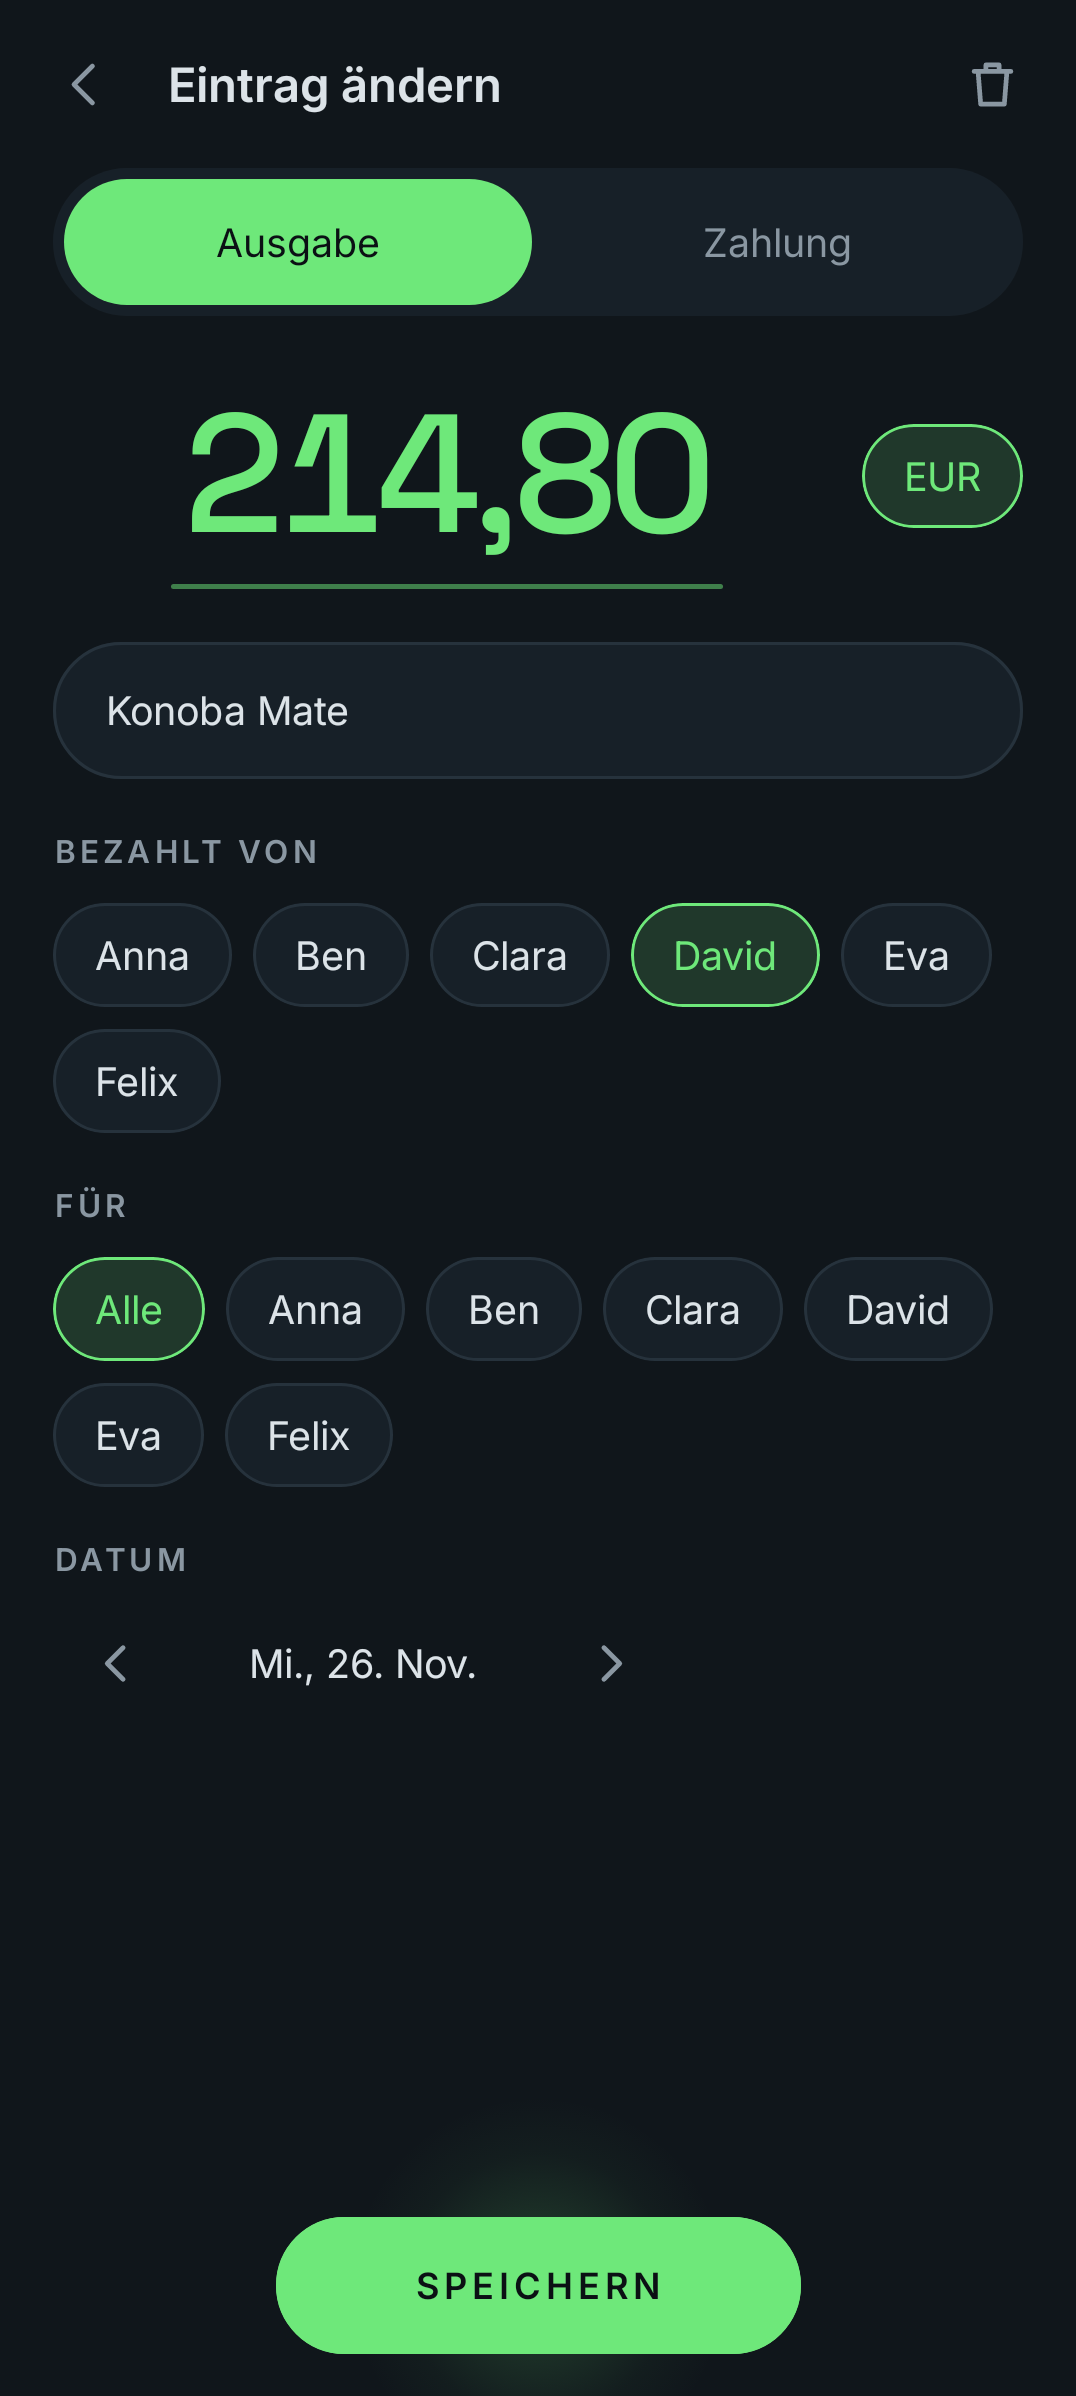 Eintrag ändern
Ausgabe Zahlung
214,80 EUR
Konoba Mate
BEZAHLT VON
Anna Ben Clara David Eva
Felix
FÜR
Alle Anna Ben Clara David
Eva Felix
DATUM
Mi., 26. Nov.
SPEICHERN